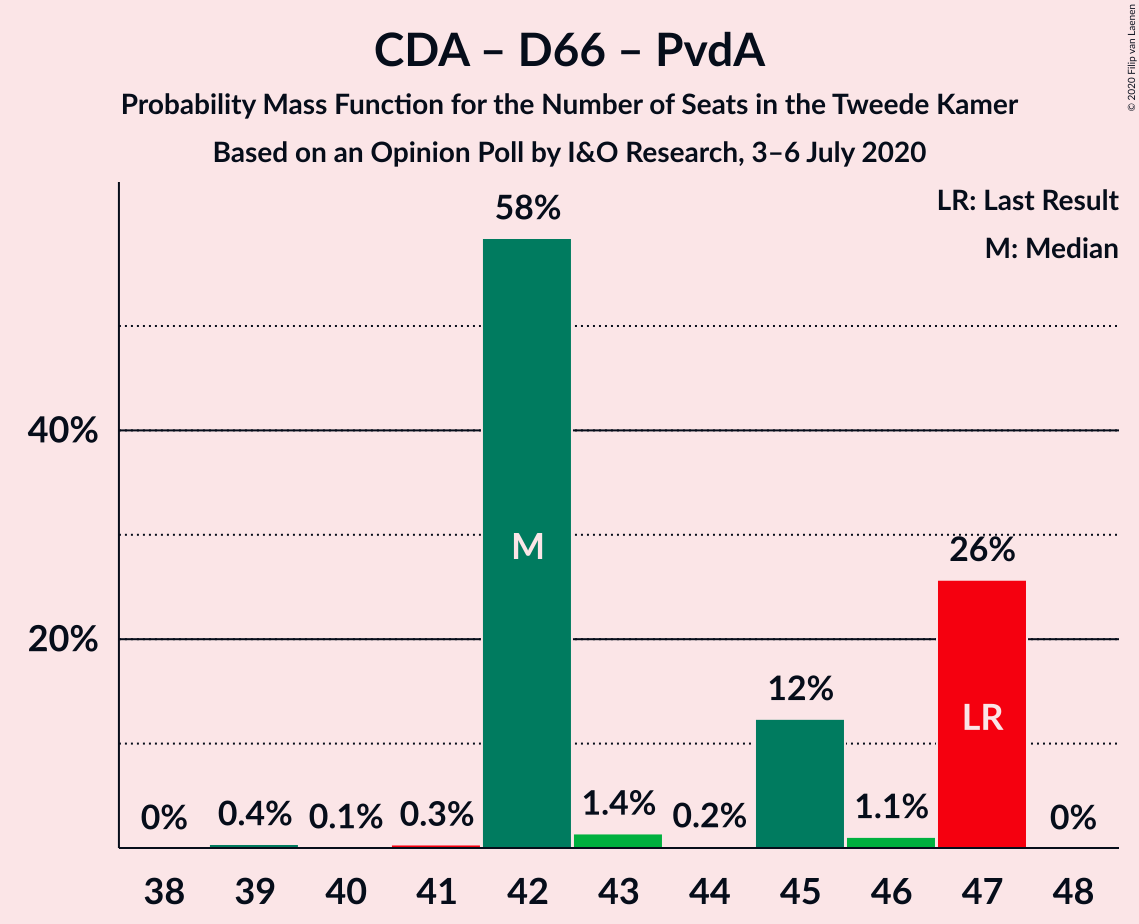 CDA – D66 – PvdA
Probability Mass Function for the Number of Seats in the Tweede Kamer
Based on an Opinion Poll by I&O Research, 3–6 July 2020
© 2020 Filip van Laenen
LR: Last Result
M: Median
40%
20%
0%
0.4%
0.1%
0.3%
58%
1.4%
0.2%
12%
1.1%
26%
0%
M
LR
38 39 40 41 42 43 44 45 46 47 48